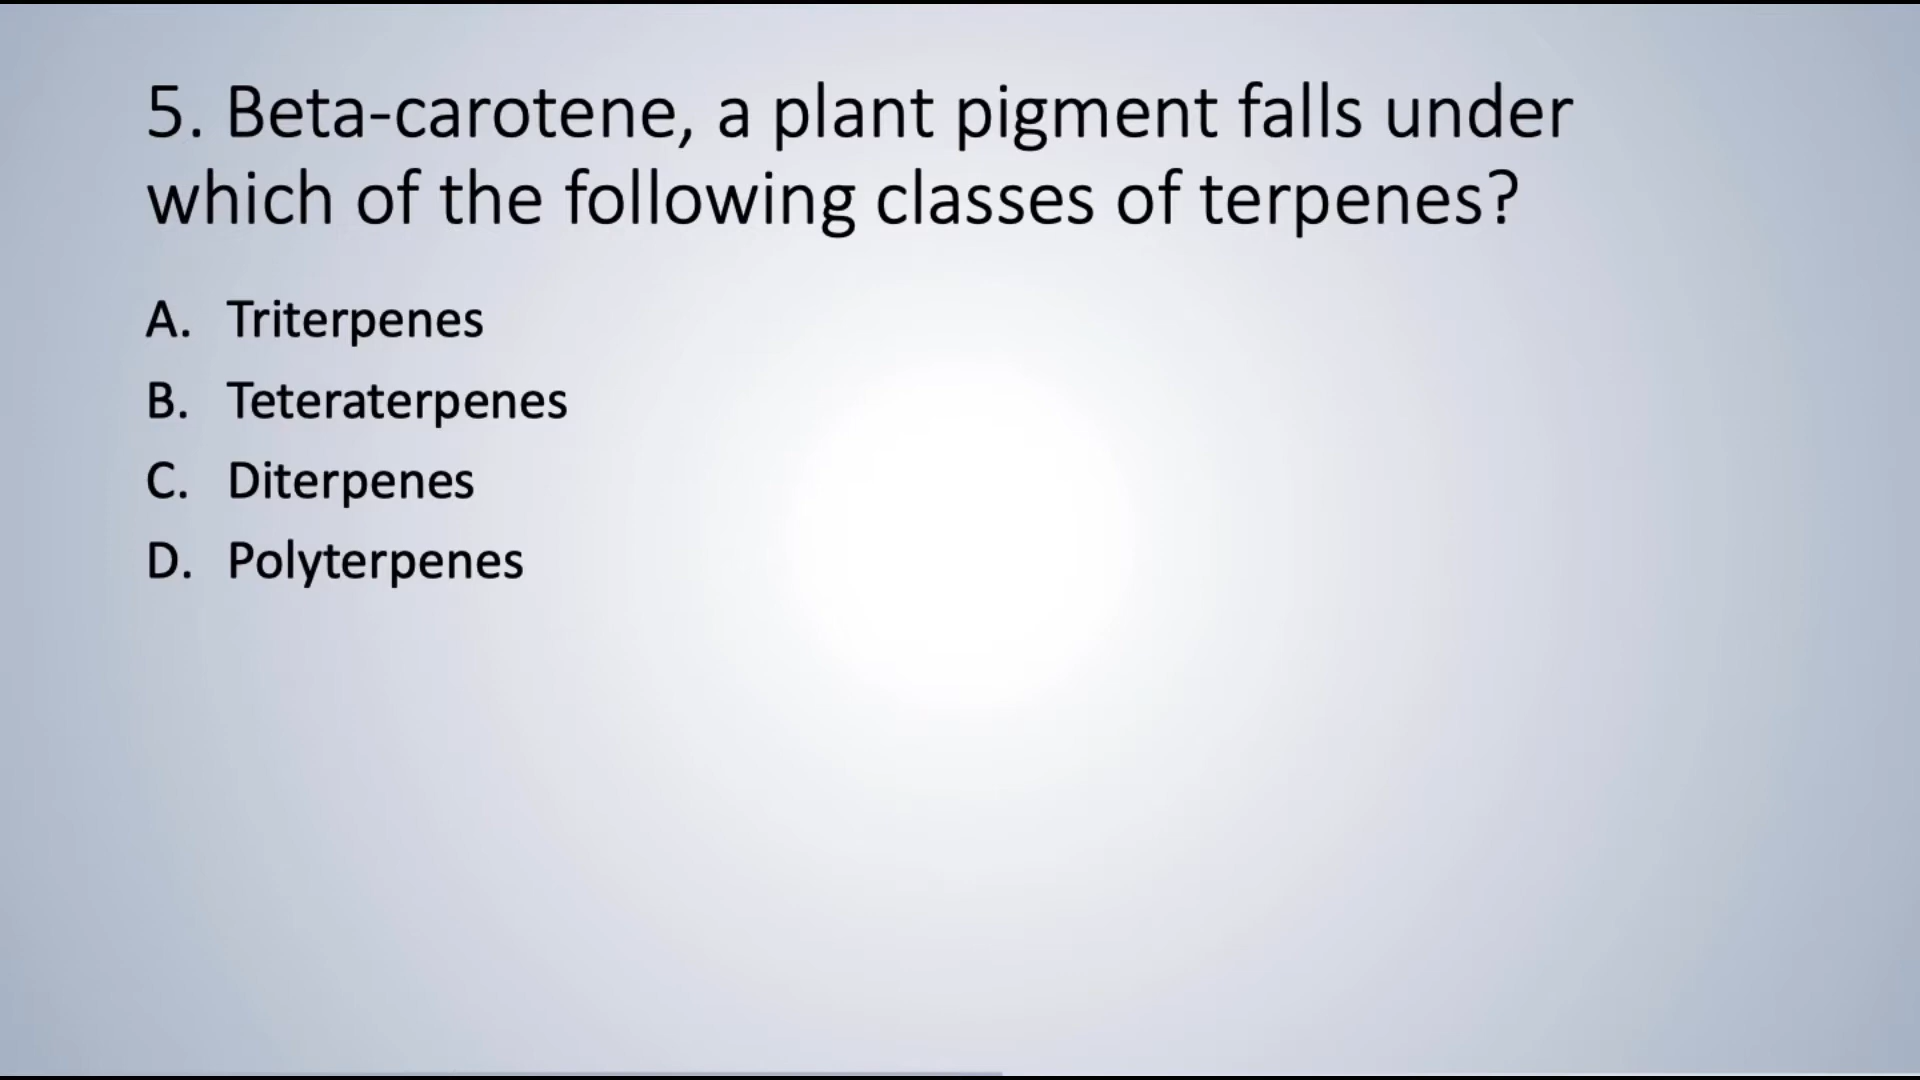 5. Beta-carotene, a plant pigment falls under
which of the following classes of terpenes?
A. Triterpenes
B. Teteraterpenes
C. Diterpenes
D. Polyterpenes